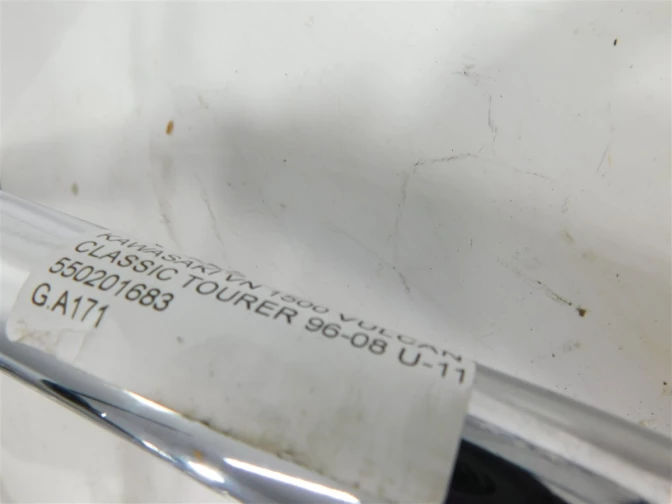 KAWASAKI VN 1500 VULCAN
CLASSIC TOURER 96-08 U-11
550201683
G.A171